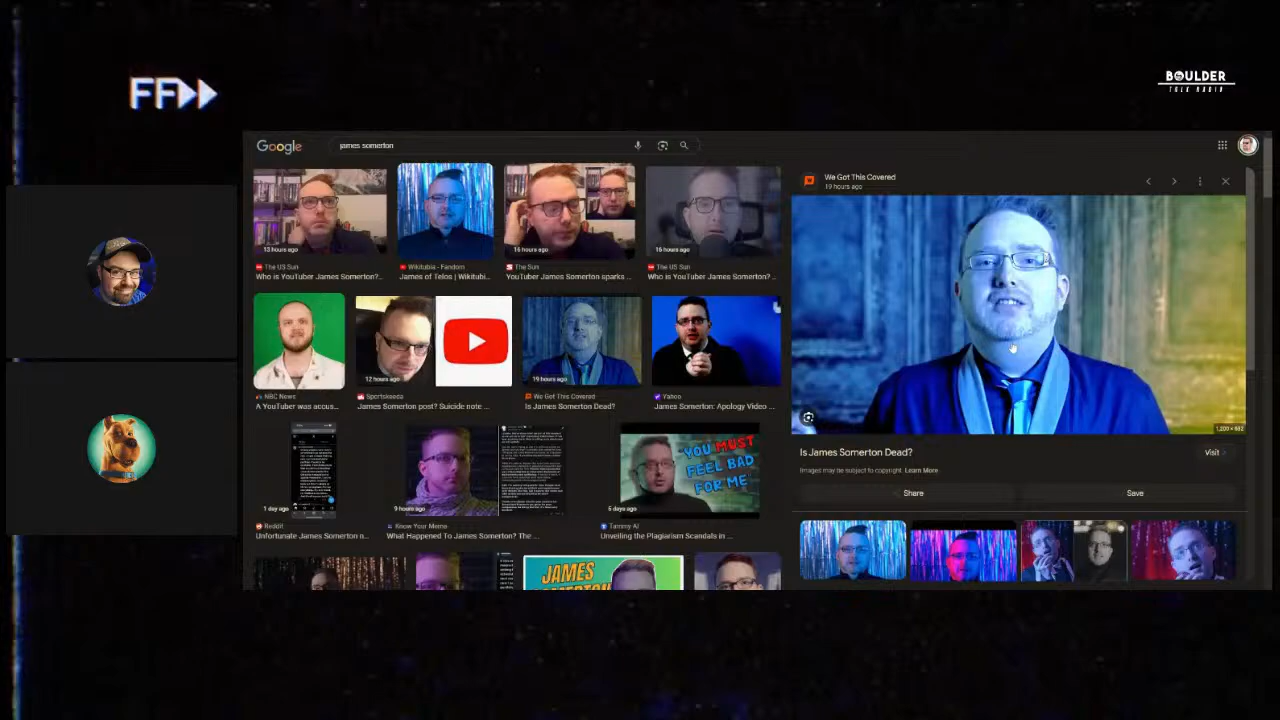 FF
BOULDER
TALK RADIO
Google
james somerton
We Got This Covered
19 hours ago
13 hours ago
16 hours ago
16 hours ago
The US Sun
Wikitubia - Fandom
The Sun
The US Sun
Who is YouTuber James Somerton?...
James of Telos | Wikitubi...
YouTuber James Somerton sparks ...
Who is YouTuber James Somerton? ..
12 hours ago
19 hours ago
NBC News
Sportskeeda
We Got This Covered
Yahoo
A YouTuber was accus...
James Somerton post? Suicide note ...
Is James Somerton Dead?
James Somerton: Apology Video ...
1,200 × 632
Is James Somerton Dead?
Visit
Images may be subject to copyright. Learn More
Share
Save
YOU MUST
FEEL BAD
FOR ME
1 day ago
9 hours ago
5 days ago
Reddit
Know Your Meme
Tammy AI
Unfortunate James Somerton n...
What Happened To James Somerton? The ...
Unveiling the Plagiarism Scandals in ...
JAMES